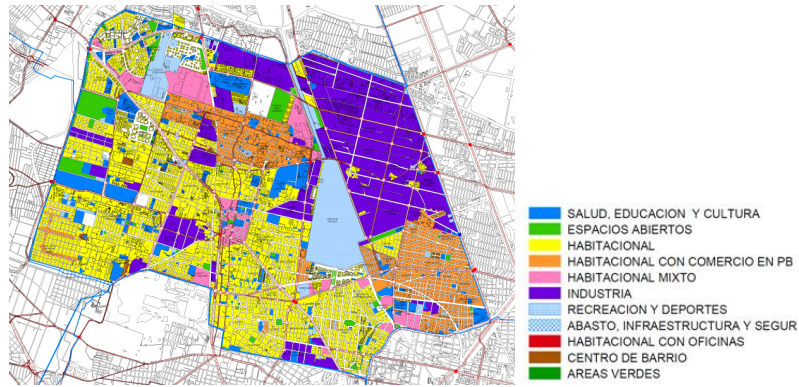 SALUD, EDUCACION Y CULTURA
ESPACIOS ABIERTOS
HABITACIONAL
HABITACIONAL CON COMERCIO EN PB
HABITACIONAL MIXTO
INDUSTRIA
RECREACION Y DEPORTES
ABASTO, INFRAESTRUCTURA Y SEGUR
HABITACIONAL CON OFICINAS
CENTRO DE BARRIO
AREAS VERDES